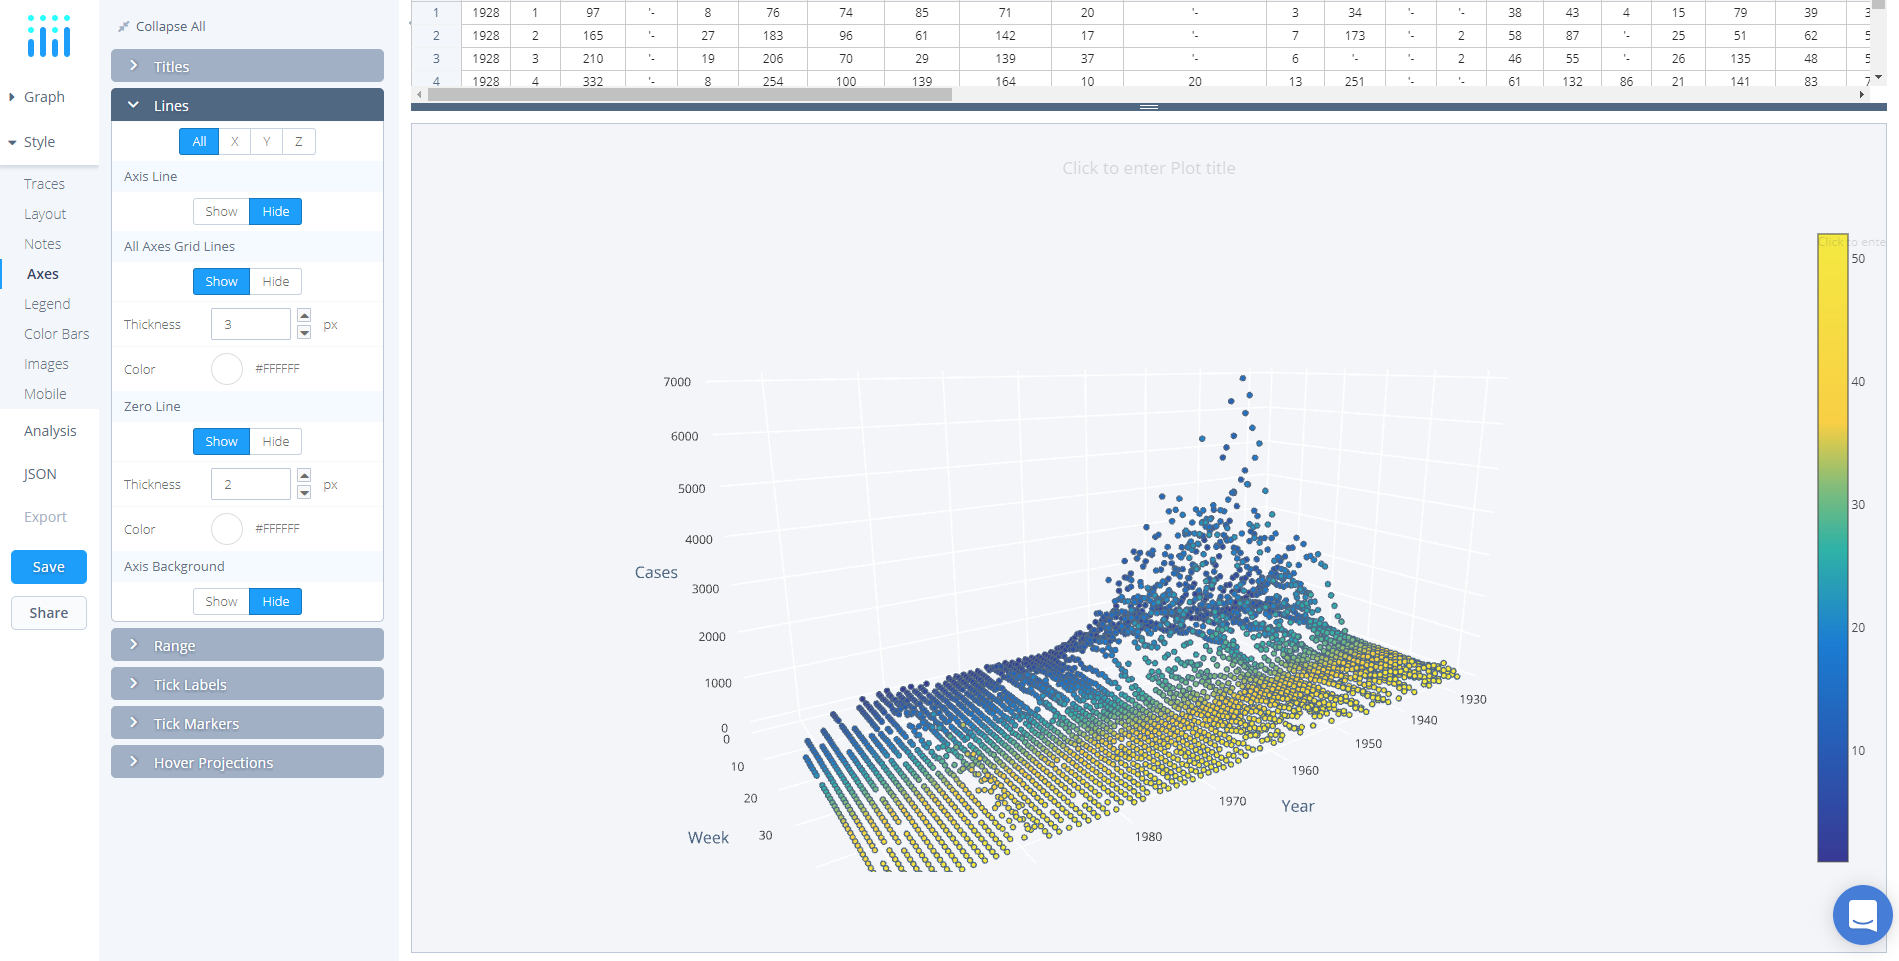 Graph
Style
Traces
Layout
Notes
Axes
Legend
Color Bars
Images
Mobile
Analysis
JSON
Export
Save
Share
Collapse All
Titles
Lines
All X Y Z
Axis Line
Show Hide
All Axes Grid Lines
Show Hide
Thickness 3 px
Color #FFFFFF
Zero Line
Show Hide
Thickness 2 px
Color #FFFFFF
Axis Background
Show Hide
Range
Tick Labels
Tick Markers
Hover Projections
1 1928 1 97 '- 8 76 74 85 71 20 '- 3 34 '- '- 38 43 4 15 79 39 3
2 1928 2 165 '- 27 183 96 61 142 17 '- 7 173 '- 2 58 87 '- 25 51 62 5
3 1928 3 210 '- 19 206 70 29 139 37 '- 6 '- '- 2 46 55 '- 26 135 48 5
4 1928 4 332 '- 8 254 100 139 164 10 20 13 251 '- '- 61 132 86 21 141 83 7
Click to enter Plot title
Click to ente
50
40
30
20
10
7000
6000
5000
4000
Cases
3000
2000
1000
0
0
10
20
Week 30
1930
1940
1950
1960
1970
Year
1980